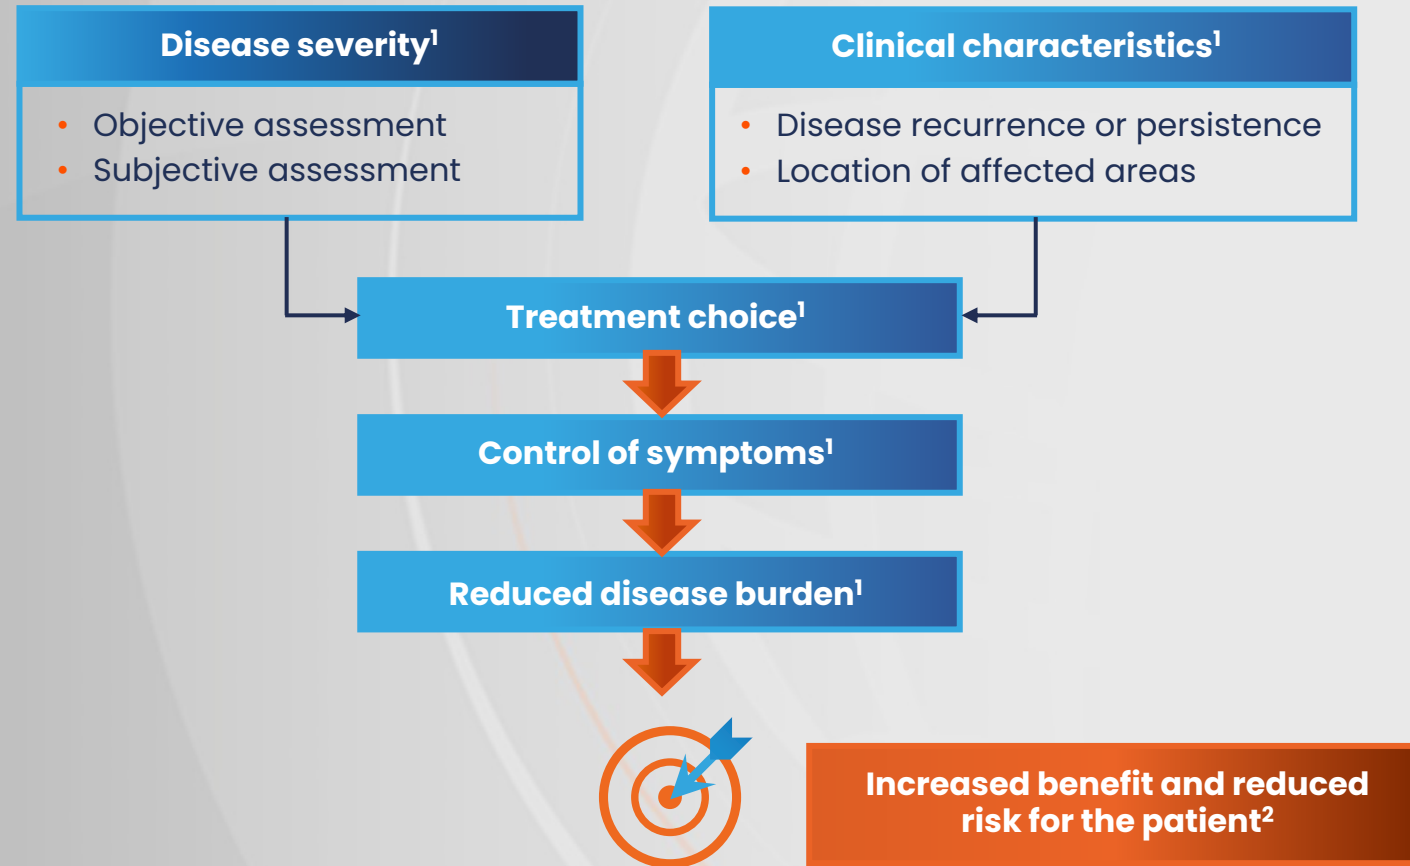 Disease severity¹
• Objective assessment
• Subjective assessment
Clinical characteristics¹
• Disease recurrence or persistence
• Location of affected areas
Treatment choice¹
Control of symptoms¹
Reduced disease burden¹
Increased benefit and reduced
risk for the patient²